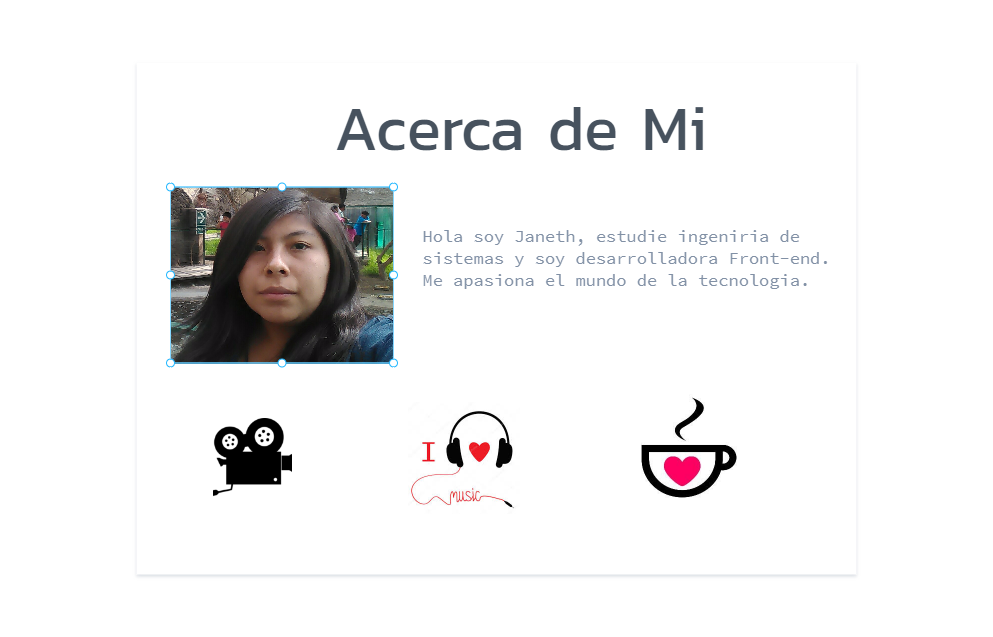 Acerca de Mi
Hola soy Janeth, estudie ingeniria de
sistemas y soy desarrolladora Front-end.
Me apasiona el mundo de la tecnologia.
I
music